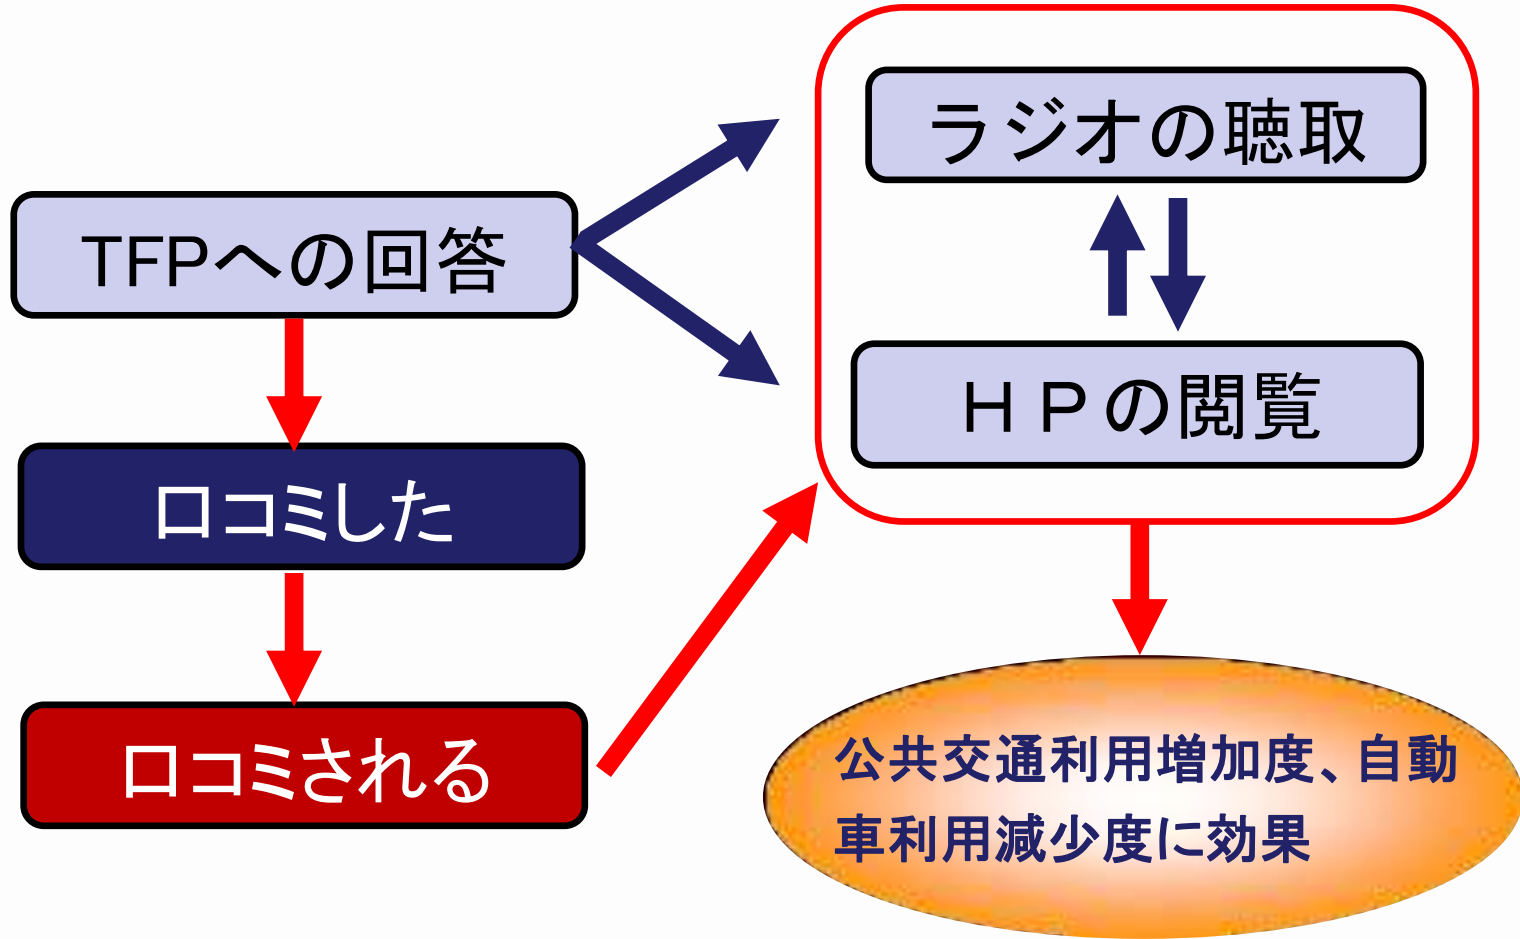 ラジオの聴取
TFPへの回答
HPの閲覧
口コミした
口コミされる
公共交通利用増加度、自動
車利用減少度に効果